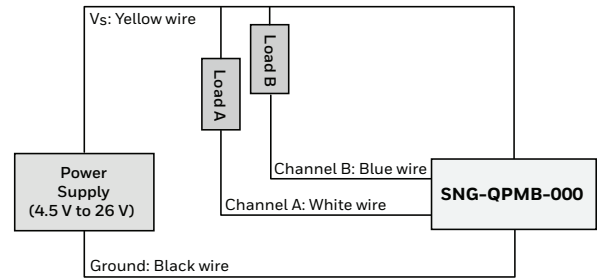 Vs: Yellow wire
Load A
Load B
Power
Supply
(4.5 V to 26 V)
Channel B: Blue wire
Channel A: White wire
SNG-QPMB-000
Ground: Black wire